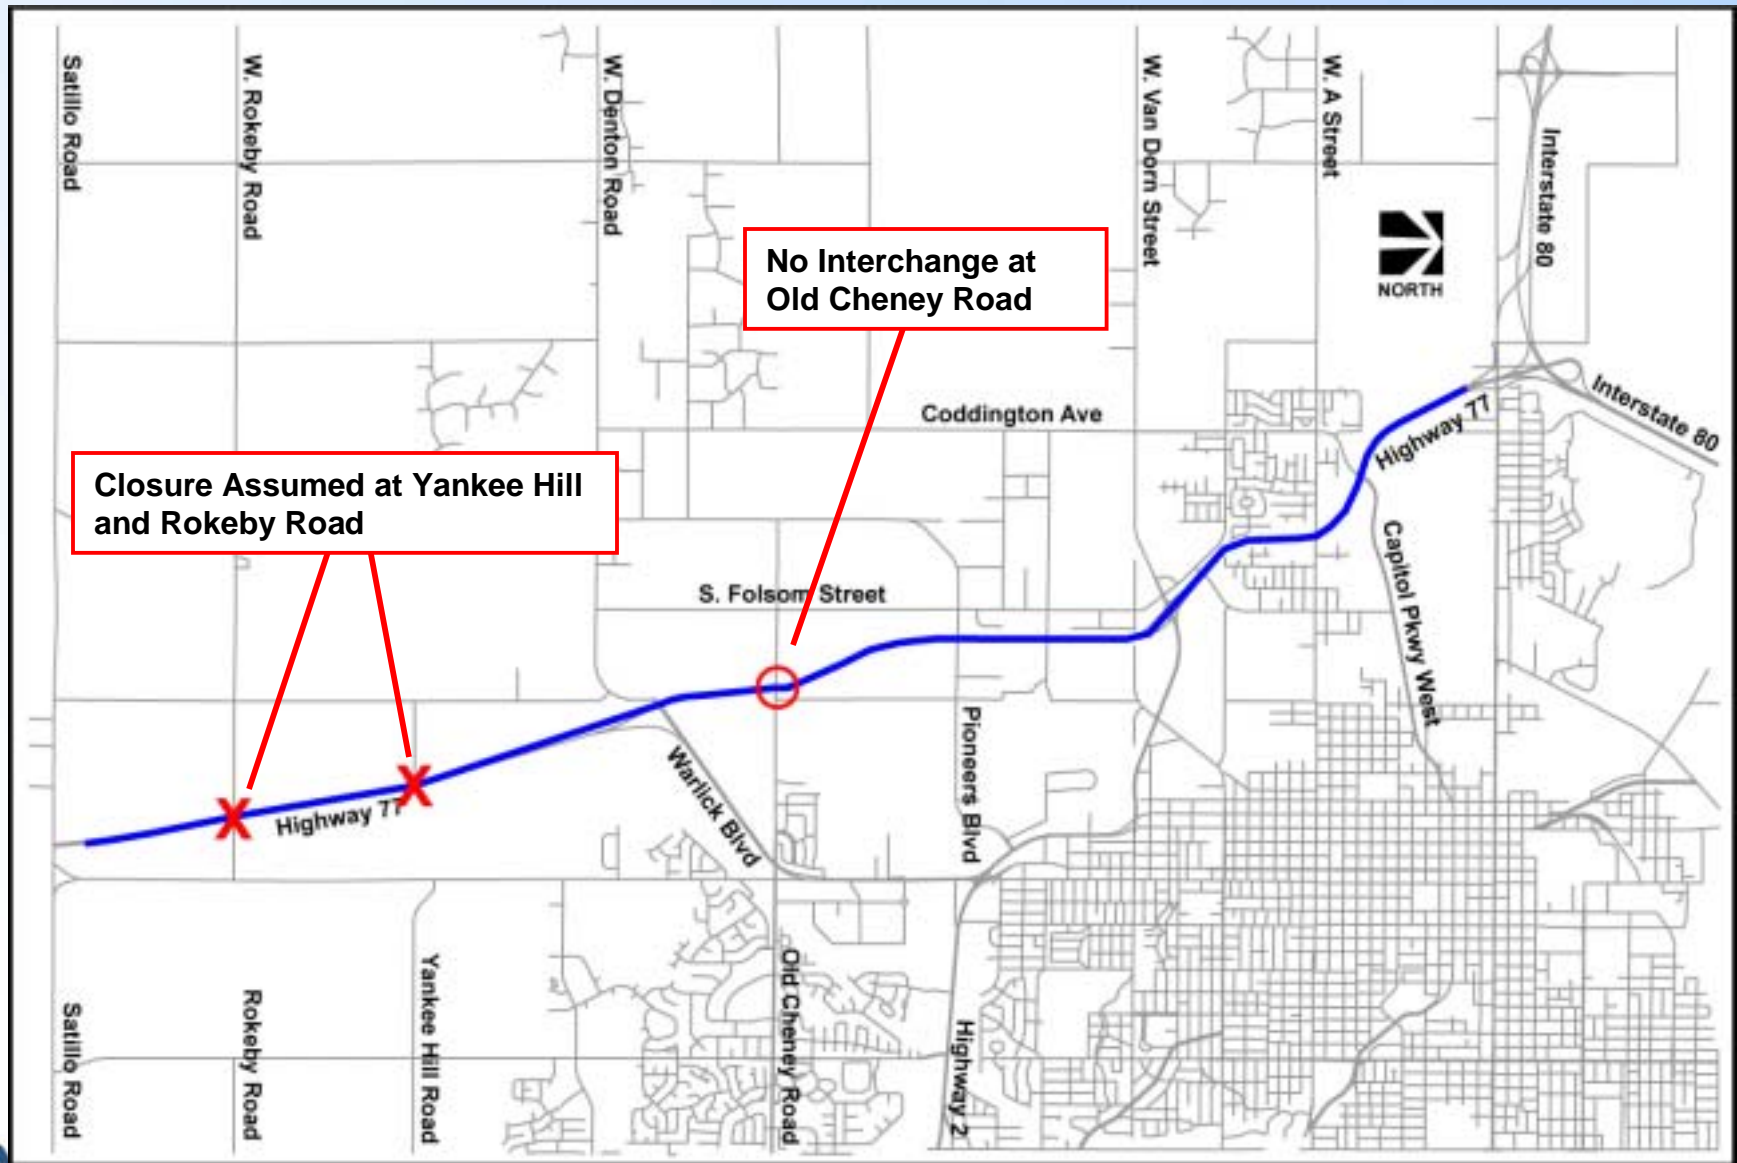 Satillo Road
W. Rokeby Road
W. Denton Road
W. Van Dorn Street
W. A Street
Interstate 80
NORTH
No Interchange at
Old Cheney Road
Interstate 80
Coddington Ave
Highway 77
Closure Assumed at Yankee Hill
and Rokeby Road
Capitol Pkwy West
S. Folsom Street
Pioneers Blvd
Warlick Blvd
Highway 77
Satillo Road
Rokeby Road
Yankee Hill Road
Old Cheney Road
Highway 2